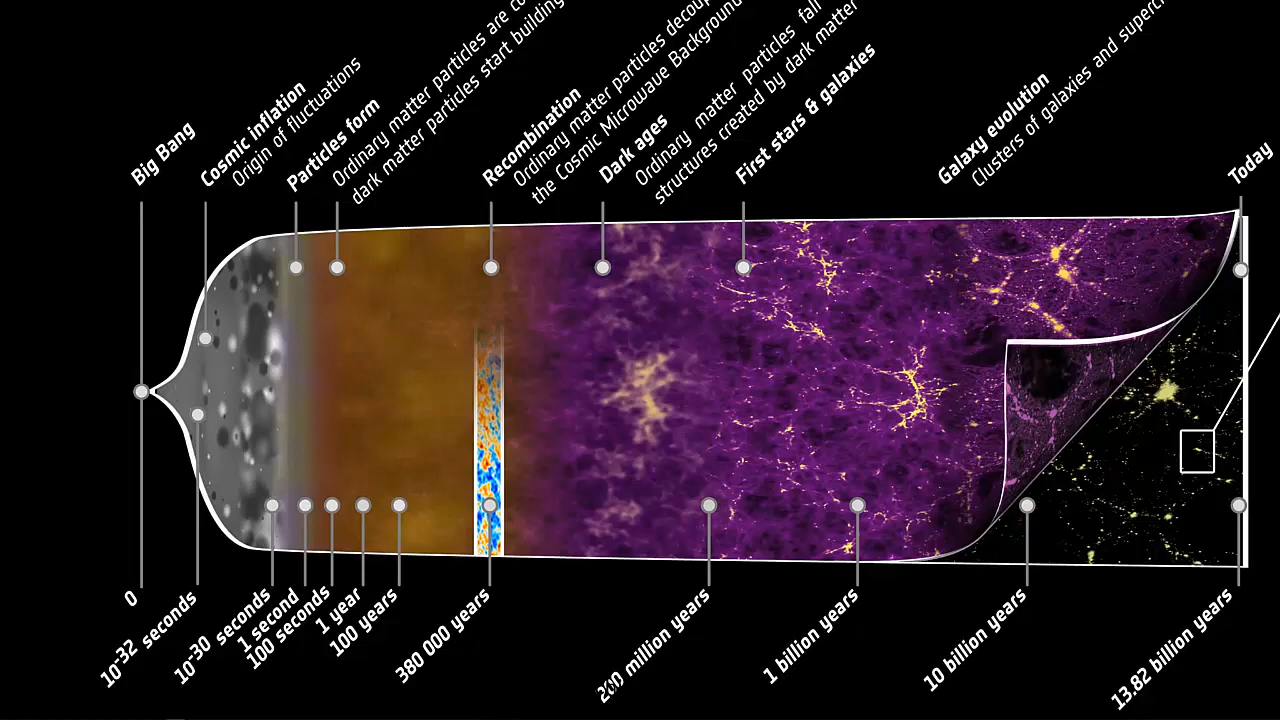 Big Bang
Cosmic inflation
Origin of fluctuations
Particles form
Ordinary matter particles are
dark matter particles start building
Recombination
Ordinary matter particles
the Cosmic Microwave Background
Dark ages
Ordinary matter particles fall
structures created by dark matter
First stars & galaxies
Galaxy evolution
Clusters of galaxies and
Today
0
10-32 seconds
10-30 seconds
1 second
100 seconds
1 year
100 years
380 000 years
million years
1 billion years
10 billion years
13.82 billion years